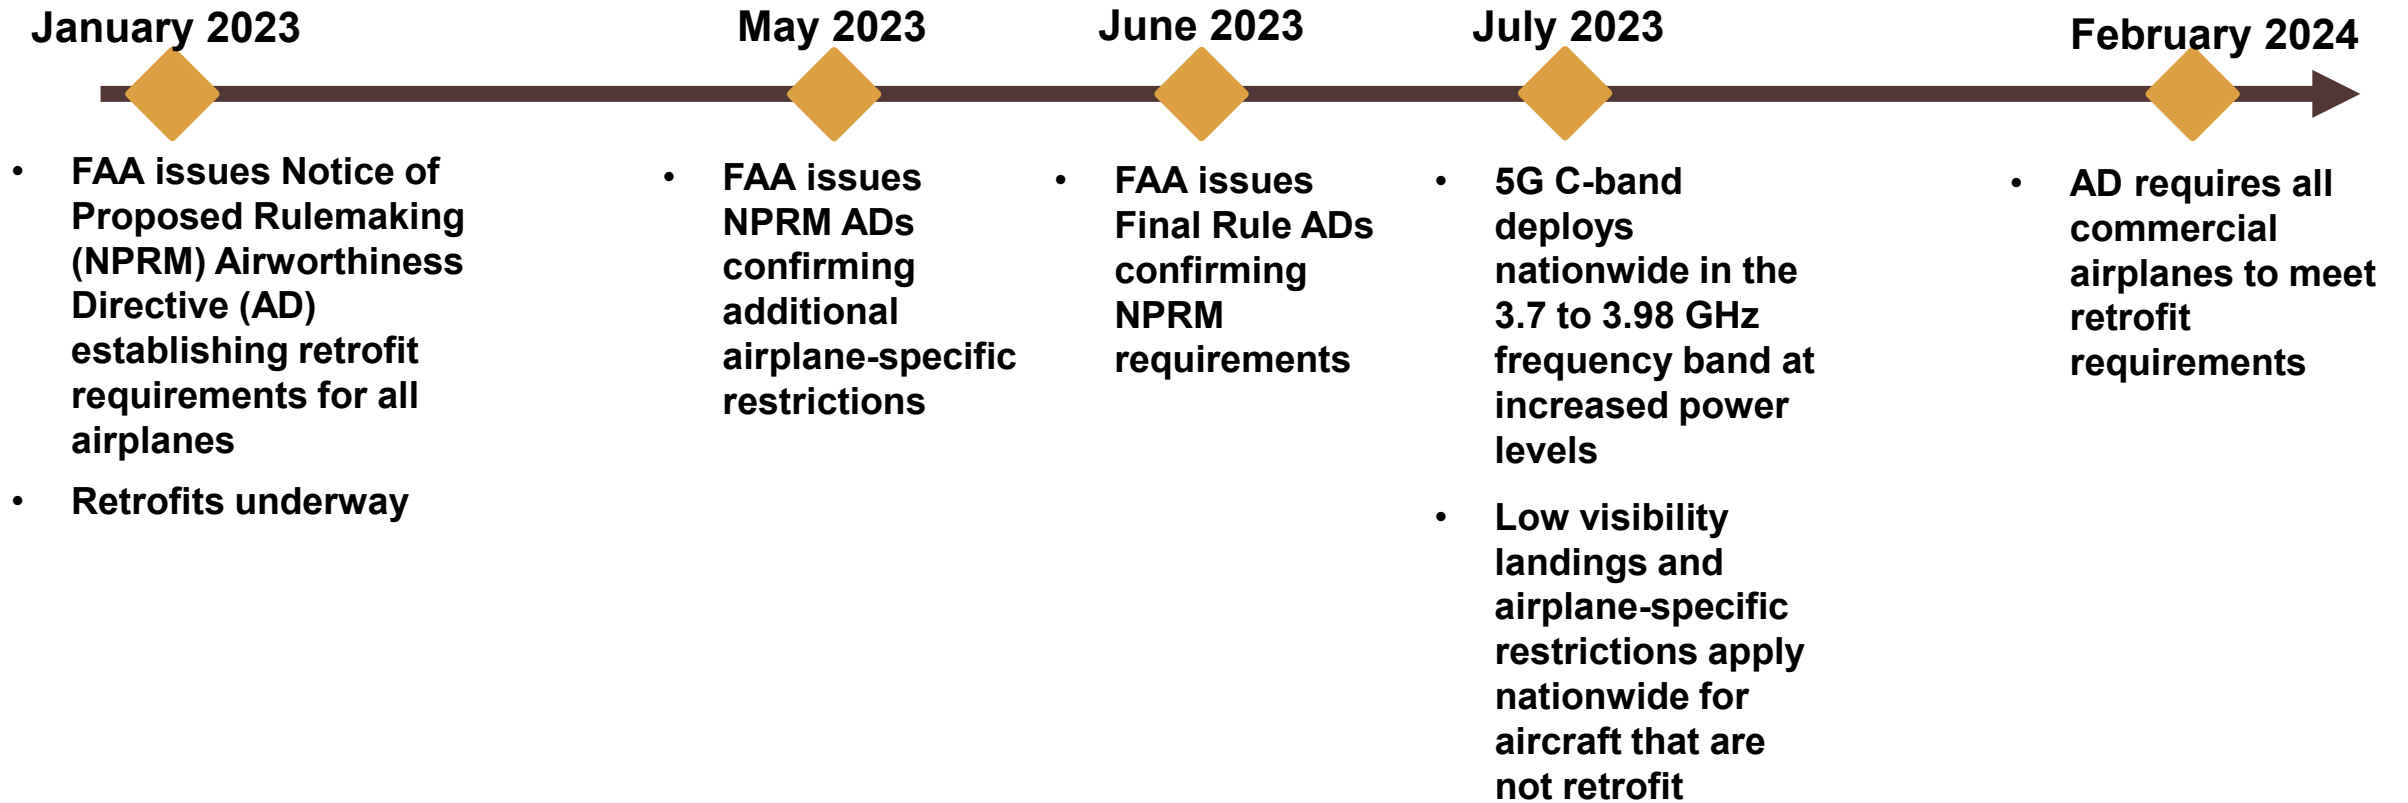 January 2023
• FAA issues Notice of
Proposed Rulemaking
(NPRM) Airworthiness
Directive (AD)
establishing retrofit
requirements for all
airplanes
• Retrofits underway
May 2023
• FAA issues
NPRM ADs
confirming
additional
airplane-specific
restrictions
June 2023
• FAA issues
Final Rule ADs
confirming
NPRM
requirements
July 2023
• 5G C-band
deploys
nationwide in the
3.7 to 3.98 GHz
frequency band at
increased power
levels
• Low visibility
landings and
airplane-specific
restrictions apply
nationwide for
aircraft that are
not retrofit
February 2024
• AD requires all
commercial
airplanes to meet
retrofit
requirements